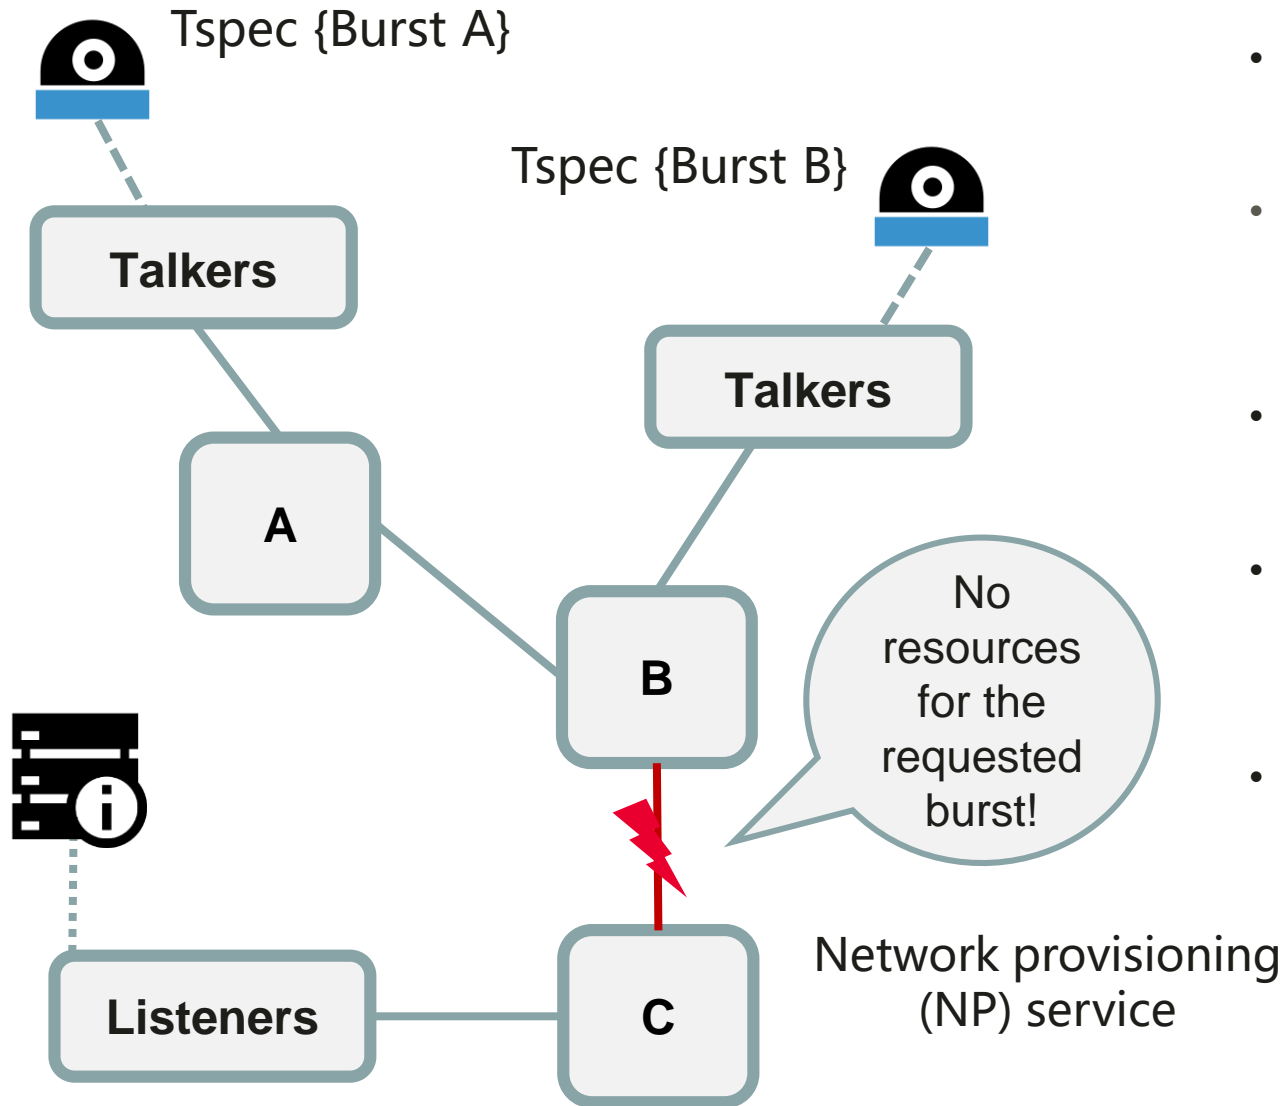 Tspec {Burst A}
Tspec {Burst B}
Talkers
Talkers
A
B
No
resources
for the
requested
burst!
Network provisioning
(NP) service
Listeners
C